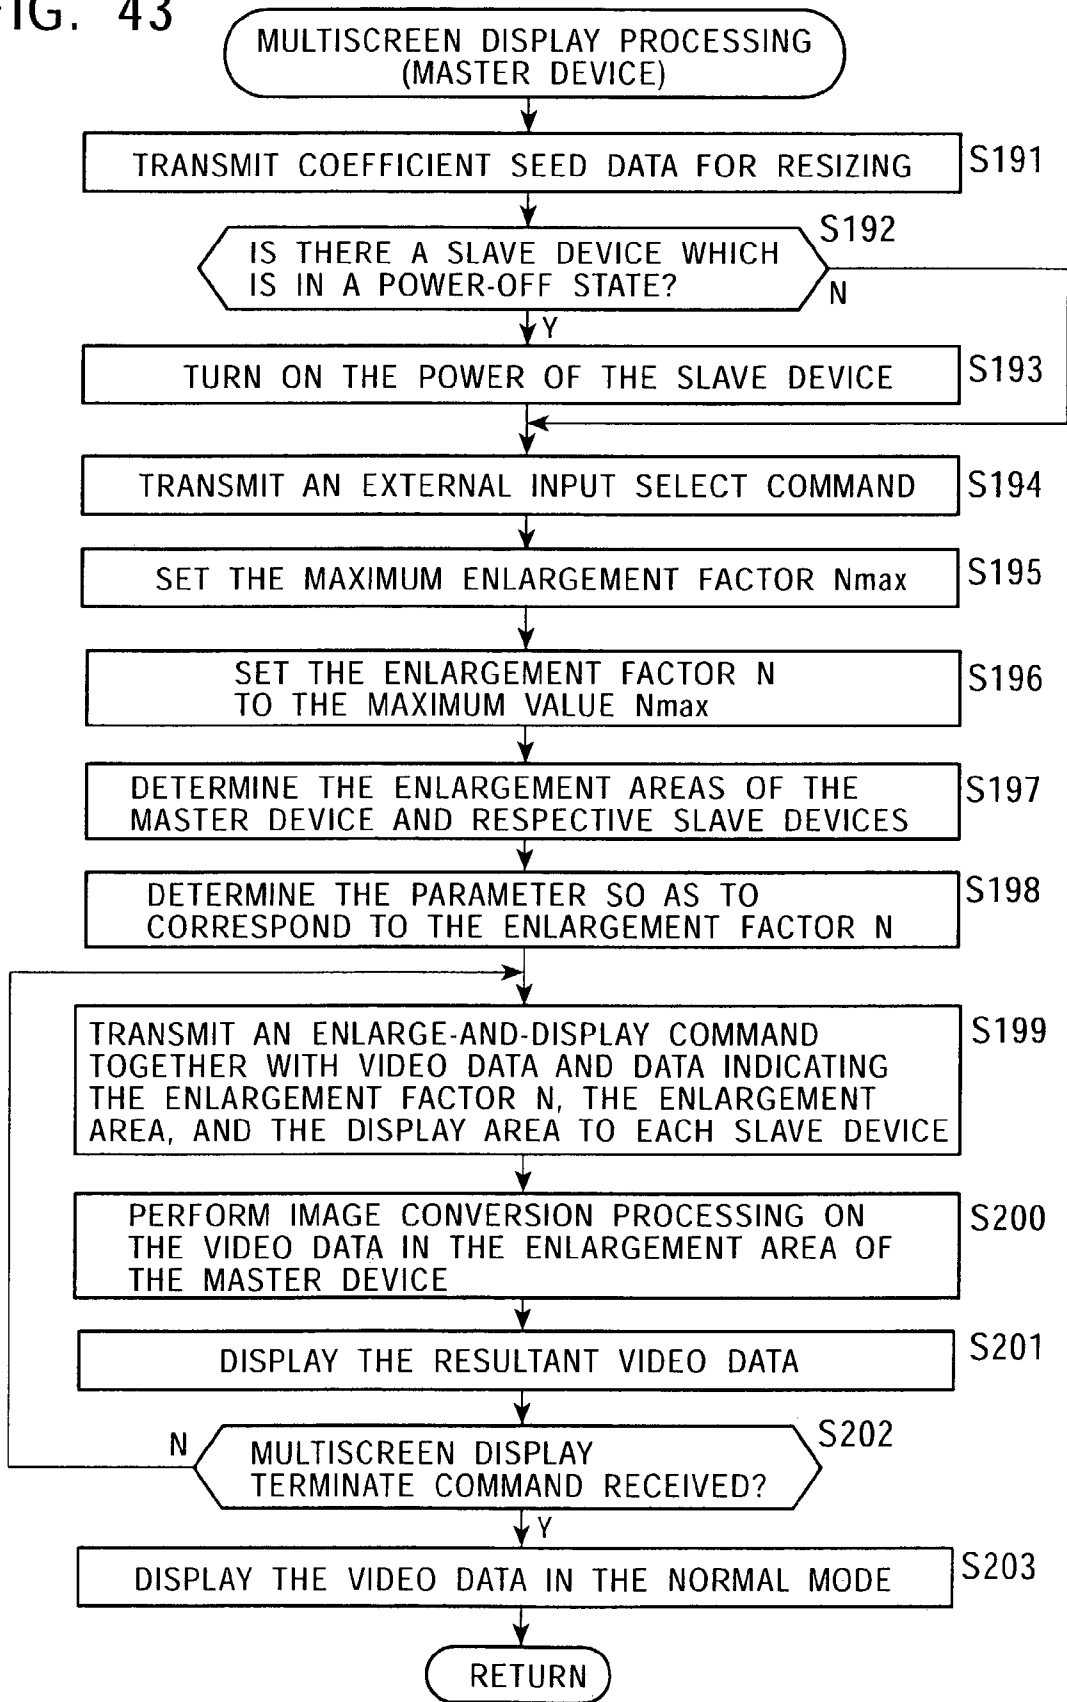 FIG. 43
MULTISCREEN DISPLAY PROCESSING
(MASTER DEVICE)
TRANSMIT COEFFICIENT SEED DATA FOR RESIZING
S191
IS THERE A SLAVE DEVICE WHICH
IS IN A POWER-OFF STATE?
S192
N
Y
TURN ON THE POWER OF THE SLAVE DEVICE
S193
TRANSMIT AN EXTERNAL INPUT SELECT COMMAND
S194
SET THE MAXIMUM ENLARGEMENT FACTOR Nmax
S195
SET THE ENLARGEMENT FACTOR N
TO THE MAXIMUM VALUE Nmax
S196
DETERMINE THE ENLARGEMENT AREAS OF THE
MASTER DEVICE AND RESPECTIVE SLAVE DEVICES
S197
DETERMINE THE PARAMETER SO AS TO
CORRESPOND TO THE ENLARGEMENT FACTOR N
S198
TRANSMIT AN ENLARGE-AND-DISPLAY COMMAND
TOGETHER WITH VIDEO DATA AND DATA INDICATING
THE ENLARGEMENT FACTOR N, THE ENLARGEMENT
AREA, AND THE DISPLAY AREA TO EACH SLAVE DEVICE
S199
PERFORM IMAGE CONVERSION PROCESSING ON
THE VIDEO DATA IN THE ENLARGEMENT AREA OF
THE MASTER DEVICE
S200
DISPLAY THE RESULTANT VIDEO DATA
S201
N
MULTISCREEN DISPLAY
TERMINATE COMMAND RECEIVED?
S202
Y
DISPLAY THE VIDEO DATA IN THE NORMAL MODE
S203
RETURN